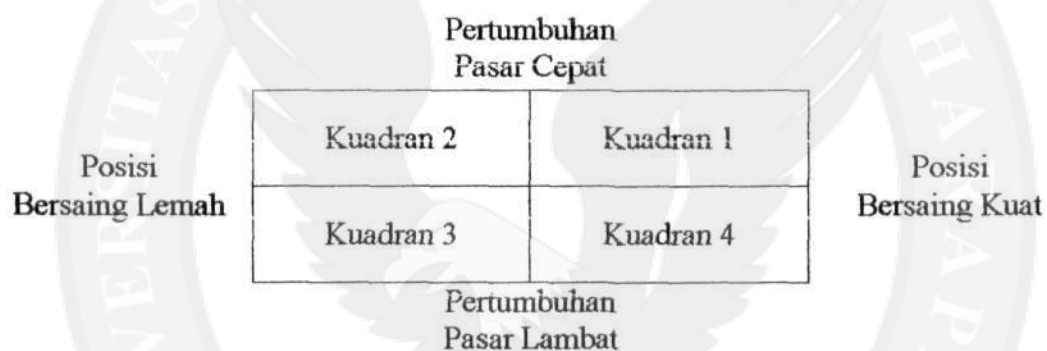 Pertumbuhan
Pasar Cepat
Kuadran 2
Kuadran 1
Posisi
Bersaing Lemah
Posisi
Bersaing Kuat
Kuadran 3
Kuadran 4
Pertumbuhan
Pasar Lambat